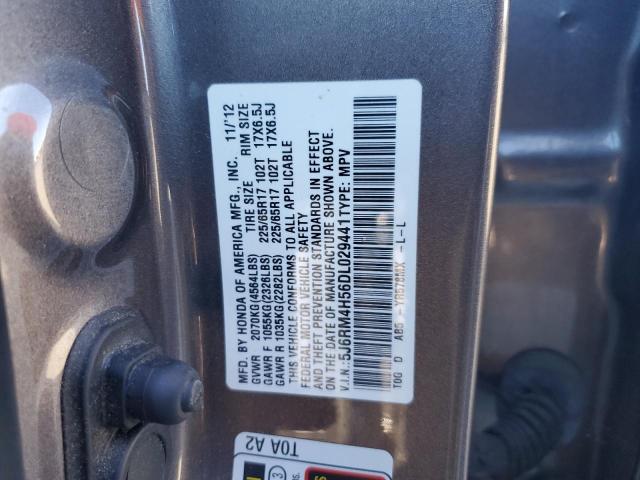 MFD. BY HONDA OF AMERICA MFG., INC. 11/'12
TIRE SIZE RIM SIZE
GVWR 2070KG(4564LBS)
GAWR F 1055KG(2326LBS) 225/65R17 102T 17X6.5J
GAWR R 1035KG(2282LBS) 225/65R17 102T 17X6.5J
THIS VEHICLE CONFORMS TO ALL APPLICABLE
FEDERAL MOTOR VEHICLE SAFETY
AND THEFT PREVENTION STANDARDS IN EFFECT
ON THE DATE OF MANUFACTURE SHOWN ABOVE.
V.I.N.:5J6RM4H56DL029441TYPE: MPV
T0G D AB5 -L-L
T0A A2